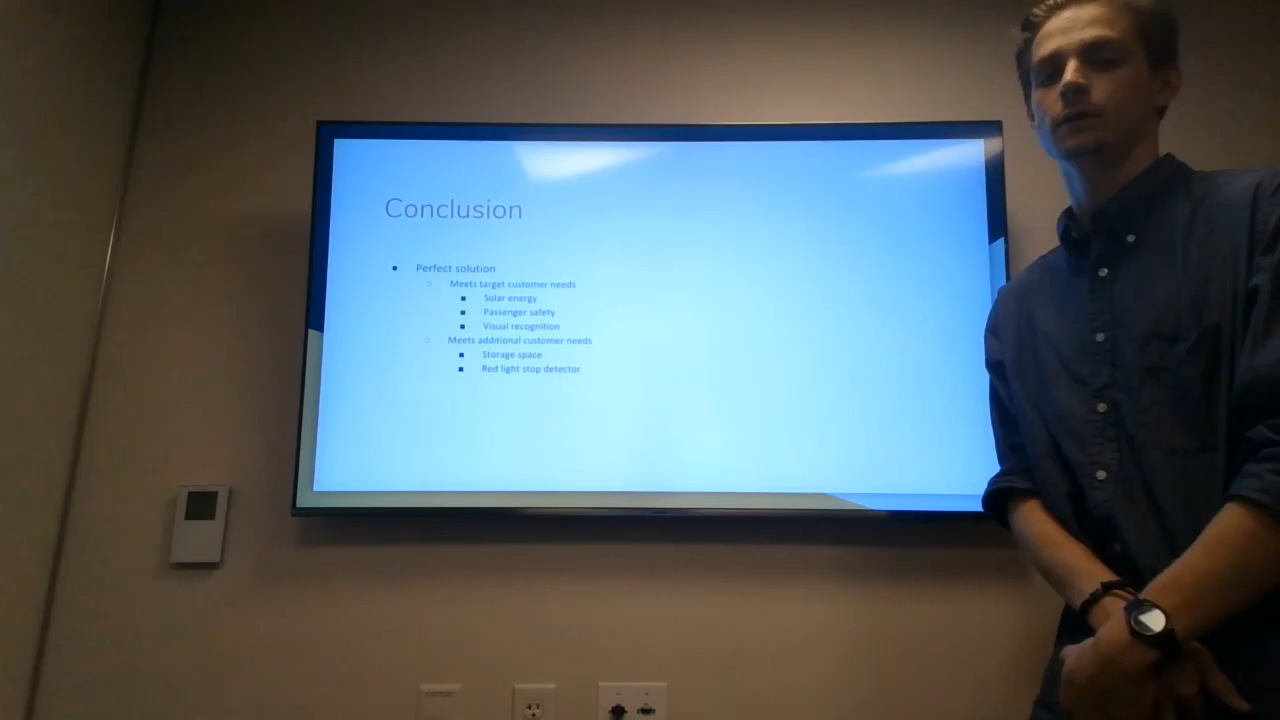 Conclusion
● Perfect solution
○ Meets target customer needs
■ Solar energy
■ Passenger safety
■ Visual recognition
○ Meets additional customer needs
■ Storage space
■ Red light stop detector